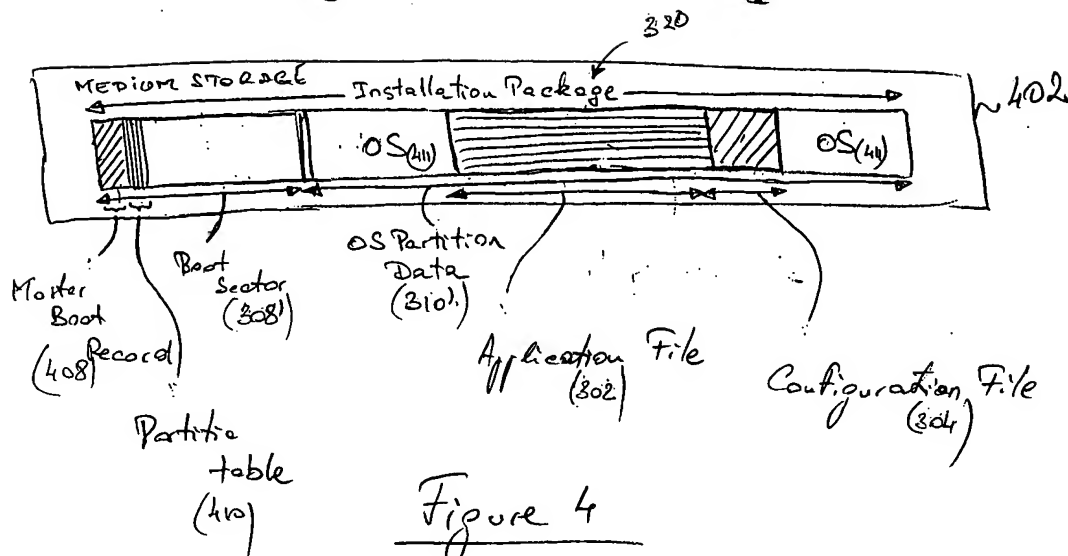 320
MEDIUM STORAGE
Installation Package
402
OS(411)
OS(411)
Master
Boot
Record
(408)
Boot
Sector
(308')
OS Partition
Data
(310')
Application File
(302)
Configuration File
(304)
Partitio
table
(410)
Figure 4